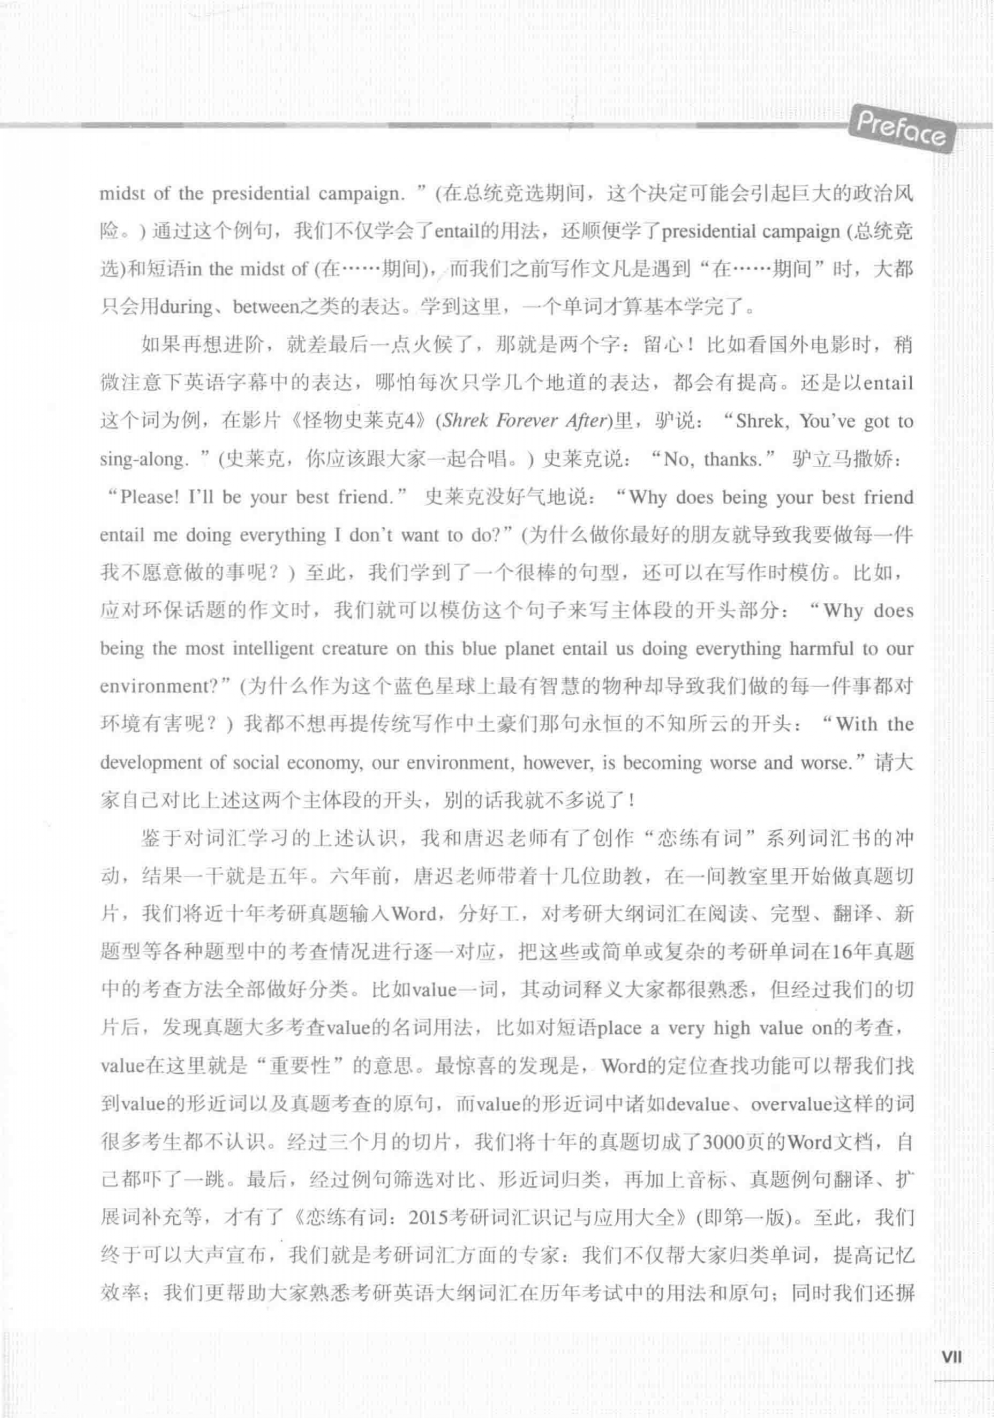 Preface
midst of the presidential campaign. ”(在总统竞选期间，这个决定可能会引起巨大的政治风
险。) 通过这个例句，我们不仅学会了entail的用法，还顺便学了presidential campaign (总统竞
选)和短语in the midst of (在……期间)，而我们之前写作文凡是遇到“在……期间”时，大都
只会用during、between之类的表达。学到这里，一个单词才算基本学完了。
如果再想进阶，就差最后一点火候了，那就是两个字：留心！比如看国外电影时，稍
微注意下英语字幕中的表达，哪怕每次只学几个地道的表达，都会有提高。还是以entail
这个词为例，在影片《怪物史莱克4》(Shrek Forever After)里，驴说：“Shrek, You've got to
sing-along. ”(史莱克，你应该跟大家一起合唱。) 史莱克说：“No, thanks.” 驴立马撒娇：
“Please! I'll be your best friend.” 史莱克没好气地说：“Why does being your best friend
entail me doing everything I don't want to do?”(为什么做你最好的朋友就导致我要做每一件
我不愿意做的事呢？) 至此，我们学到了一个很棒的句型，还可以在写作时模仿。比如，
应对环保话题的作文时，我们就可以模仿这个句子来写主体段的开头部分：“Why does
being the most intelligent creature on this blue planet entail us doing everything harmful to our
environment?” (为什么作为这个蓝色星球上最有智慧的物种却导致我们做的每一件事都对
环境有害呢？) 我都不想再提传统写作中土豪们那句永恒的不知所云的开头：“With the
development of social economy, our environment, however, is becoming worse and worse.”请大
家自己对比上述这两个主体段的开头，别的话我就不多说了！
鉴于对词汇学习的上述认识，我和唐迟老师有了创作“恋练有词”系列词汇书的冲
动，结果一干就是五年。六年前，唐迟老师带着十几位助教，在一间教室里开始做真题切
片，我们将近十年考研真题输入Word，分好工，对考研大纲词汇在阅读、完型、翻译、新
题型等各种题型中的考查情况进行逐一对应，把这些或简单或复杂的考研单词在16年真题
中的考查方法全部做好分类。比如value一词，其动词释义大家都很熟悉，但经过我们的切
片后，发现真题大多考查value的名词用法，比如对短语place a very high value on的考查，
value在这里就是“重要性”的意思。最惊喜的发现是，Word的定位查找功能可以帮我们找
到value的形近词以及真题考查的原句，而value的形近词中诸如devalue、overvalue这样的词
很多考生都不认识。经过三个月的切片，我们将十年的真题切成了3000页的Word文档，自
己都吓了一跳。最后，经过例句筛选对比、形近词归类，再加上音标、真题例句翻译、扩
展词补充等，才有了《恋练有词：2015考研词汇识记与应用大全》(即第一版)。至此，我们
终于可以大声宣布，我们就是考研词汇方面的专家：我们不仅帮大家归类单词，提高记忆
效率；我们更帮助大家熟悉考研英语大纲词汇在历年考试中的用法和原句；同时我们还摒
VII